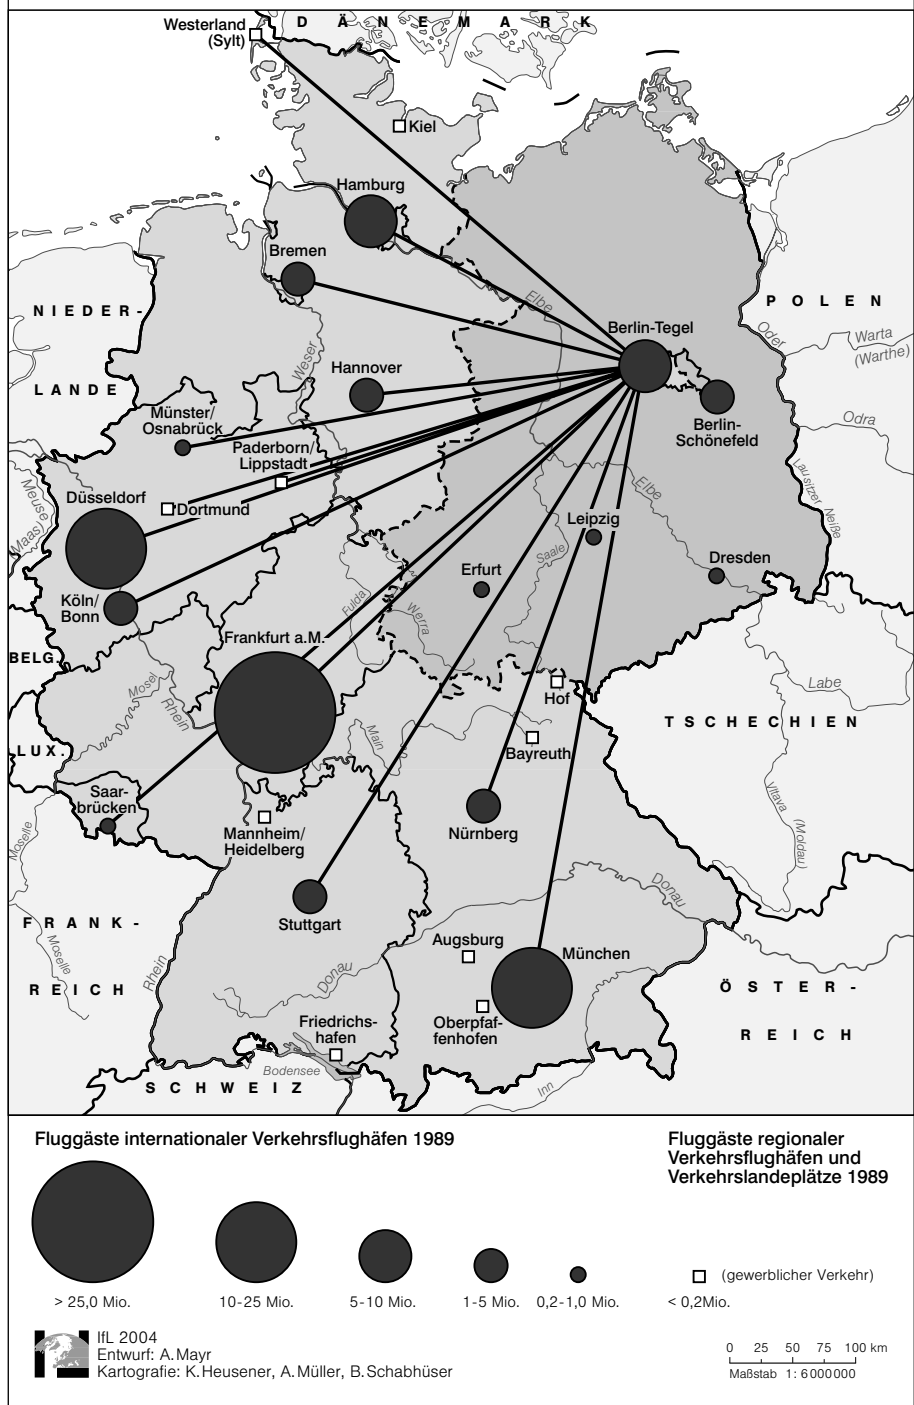 D Ä N E M A R K
Westerland
(Sylt)
Kiel
Hamburg
Bremen
N I E D E R -
L A N D E
P O L E N
Elbe
Berlin-Tegel
Oder
Warta
(Warthe)
Weser
Hannover
Berlin-
Schönefeld
Odra
Münster/
Osnabrück
Paderborn/
Lippstadt
Meuse
(Maas)
Düsseldorf
Dortmund
Elbe
Lausitzer
Neiße
Leipzig
Saale
Dresden
Erfurt
Köln/
Bonn
Fulda
Werra
Frankfurt a.M.
BELG.
Mosel
Rhein
Hof
Labe
L U X .
Main
Bayreuth
T S C H E C H I E N
Saar-
brücken
Vltava
(Moldau)
Moselle
Mannheim/
Heidelberg
Nürnberg
Donau
F R A N K -
Stuttgart
Augsburg
München
Moselle
Rhein
Donau
R E I C H
Ö S T E R -
Oberpfaf-
fenhofen
Friedrichs-
hafen
R E I C H
Bodensee
S C H W E I Z
Inn
Fluggäste internationaler Verkehrsflughäfen 1989
Fluggäste regionaler
Verkehrsflughäfen und
Verkehrslandeplätze 1989
(gewerblicher Verkehr)
> 25,0 Mio.
10-25 Mio.
5-10 Mio.
1-5 Mio.
0,2-1,0 Mio.
< 0,2Mio.
IfL 2004
Entwurf: A.Mayr
Kartografie: K.Heusener, A.Müller, B.Schabhüser
0 25 50 75 100 km
Maßstab 1: 6000000